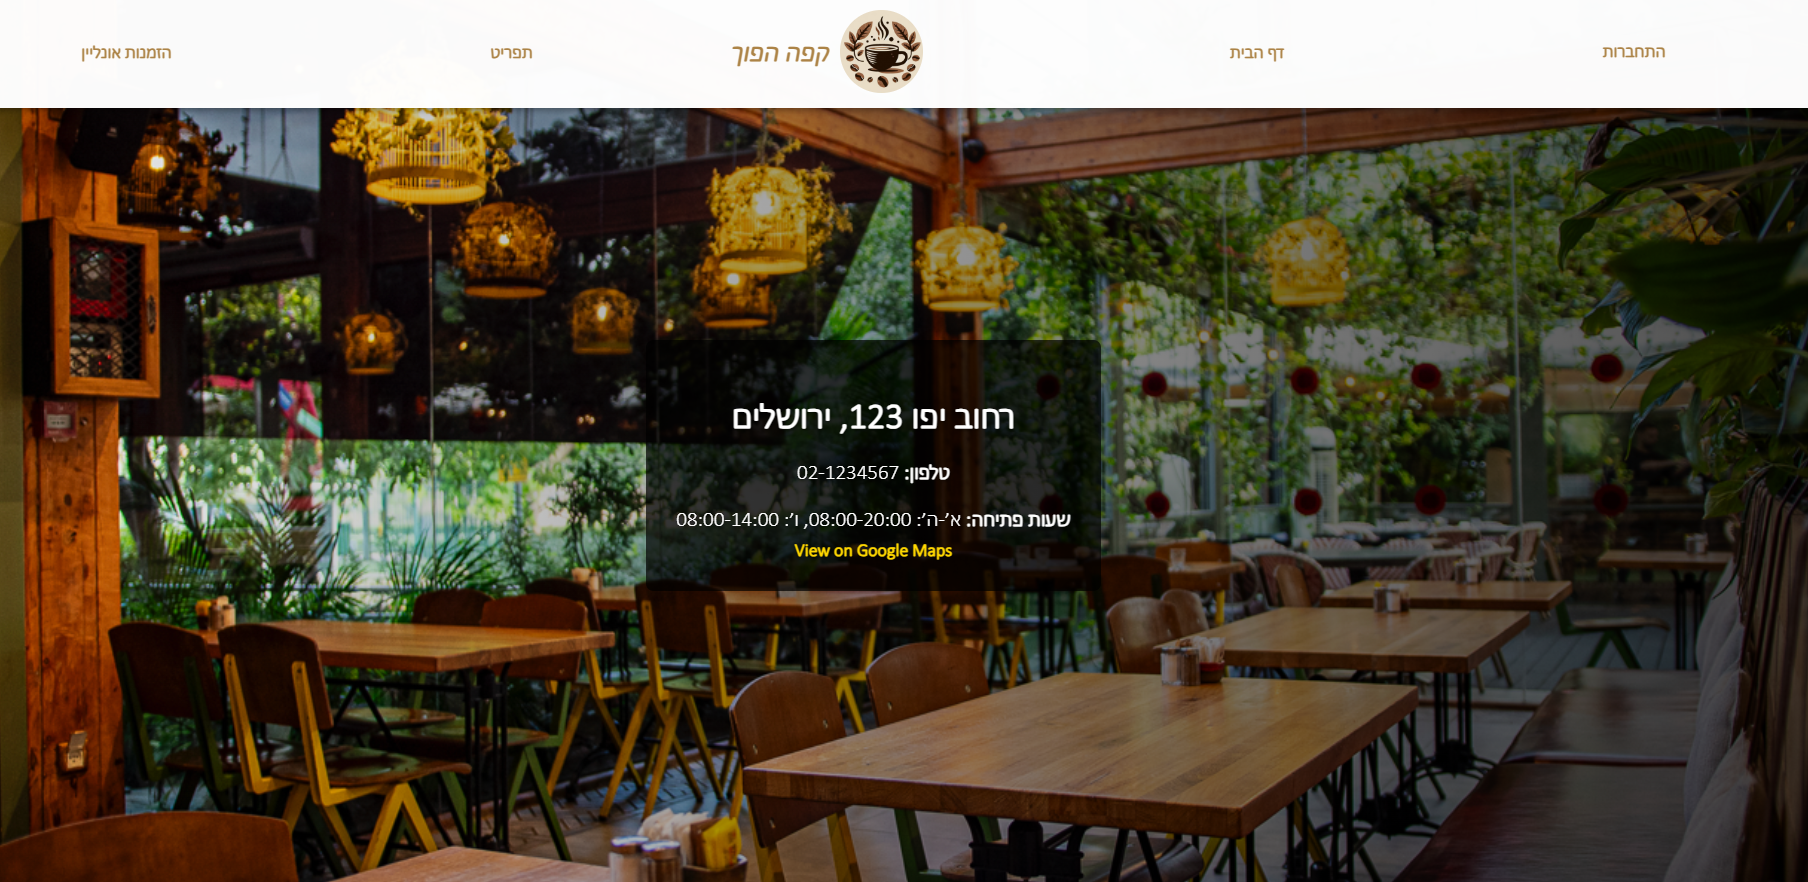 התחברות
דף הבית
קפה הפוך
תפריט
הזמנות אונליין
רחוב יפו 123, ירושלים
טלפון: 02-1234567
שעות פתיחה: א'-ה': 08:00-20:00, ו': 08:00-14:00
View on Google Maps